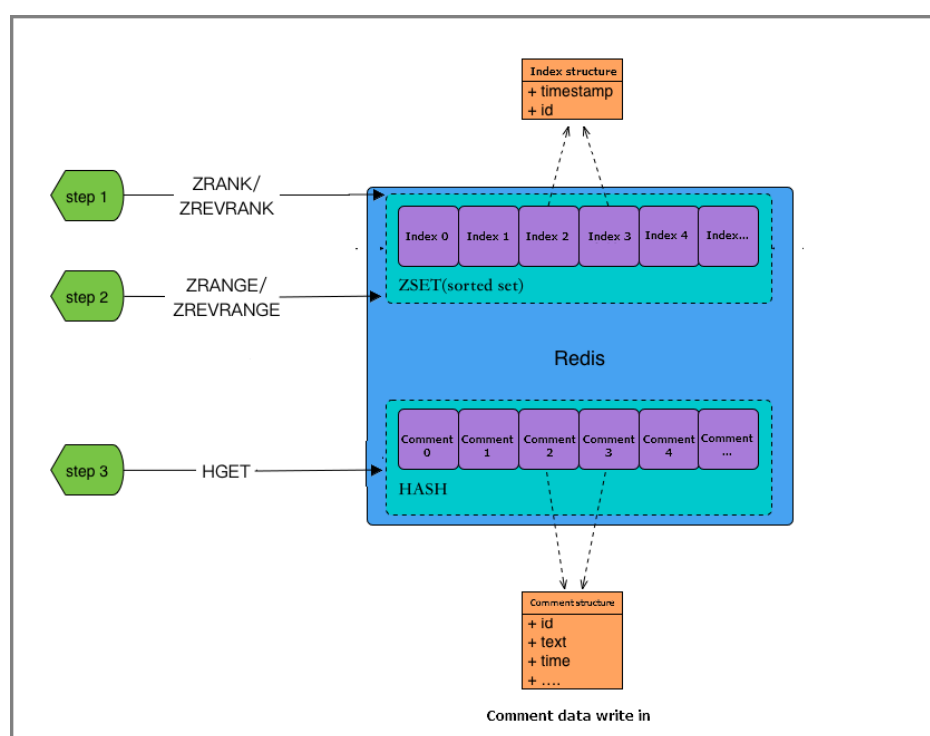 Index structure
+ timestamp
+ id
step 1
ZRANK/
ZREVRANK
Index 0
Index 1
Index 2
Index 3
Index 4
Index...
ZSET(sorted set)
step 2
ZRANGE/
ZREVRANGE
Redis
Comment
0
Comment
1
Comment
2
Comment
3
Comment
4
Comment
...
step 3
HGET
HASH
Comment structure
+ id
+ text
+ time
+ ....
Comment data write in